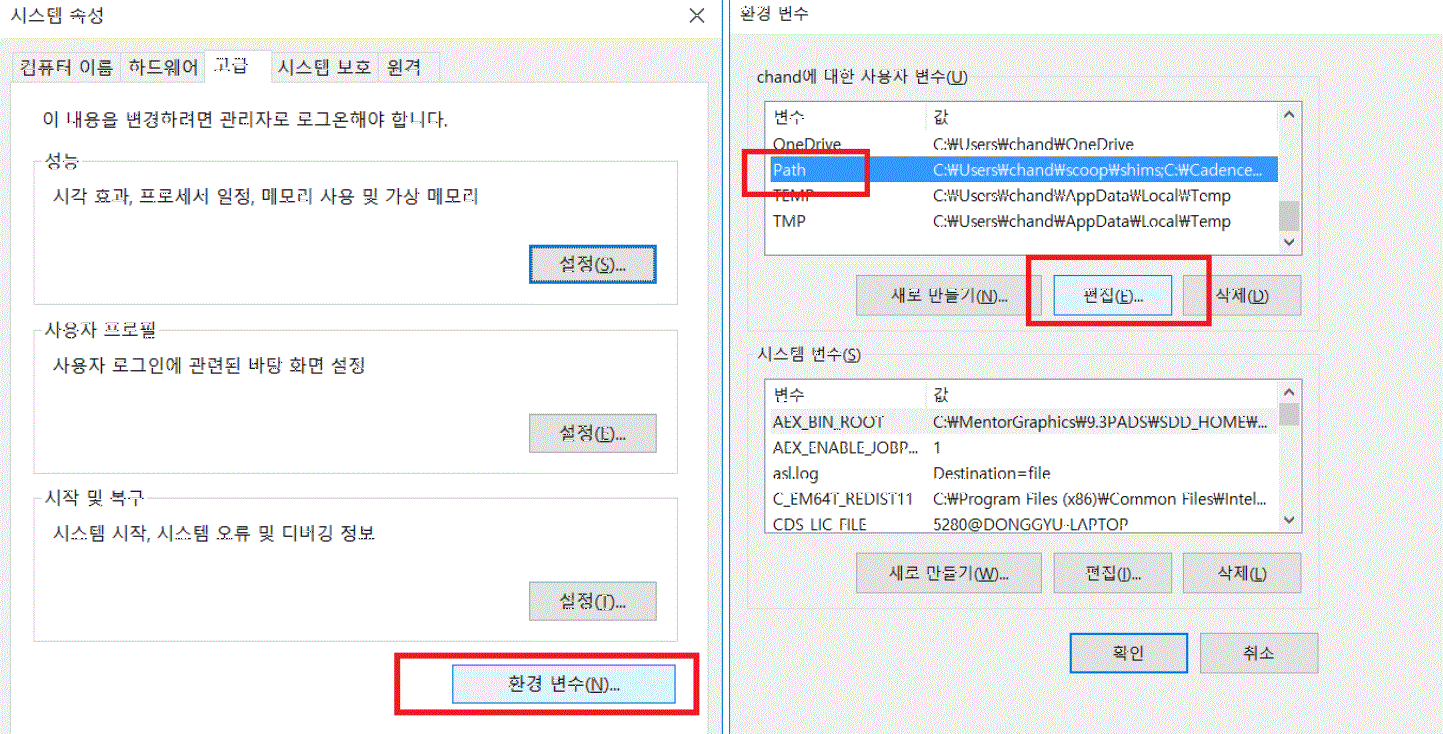 시스템 속성
컴퓨터 이름 하드웨어 고급 시스템 보호 원격
이 내용을 변경하려면 관리자로 로그온해야 합니다.
성능
시각 효과, 프로세서 일정, 메모리 사용 및 가상 메모리
설정(S)...
사용자 프로필
사용자 로그인에 관련된 바탕 화면 설정
설정(E)...
시작 및 복구
시스템 시작, 시스템 오류 및 디버깅 정보
설정(T)...
환경 변수(N)...
환경 변수
chand에 대한 사용자 변수(U)
변수 값
OneDrive C:₩Users₩chand₩OneDrive
Path C:₩Users₩chand₩scoop₩shims;C:₩Cadence...
TEMP C:₩Users₩chand₩AppData₩Local₩Temp
TMP C:₩Users₩chand₩AppData₩Local₩Temp
새로 만들기(N)... 편집(E)... 삭제(D)
시스템 변수(S)
변수 값
AEX_BIN_ROOT C:₩MentorGraphics₩9.3PADS₩SDD_HOME₩...
AEX_ENABLE_JOBP... 1
asl.log Destination=file
C_EM64T_REDIST11 C:₩Program Files (x86)₩Common Files₩Intel...
CDS_LIC_FILE 5280@DONGGYU-LAPTOP
새로 만들기(W)... 편집(I)... 삭제(L)
확인 취소